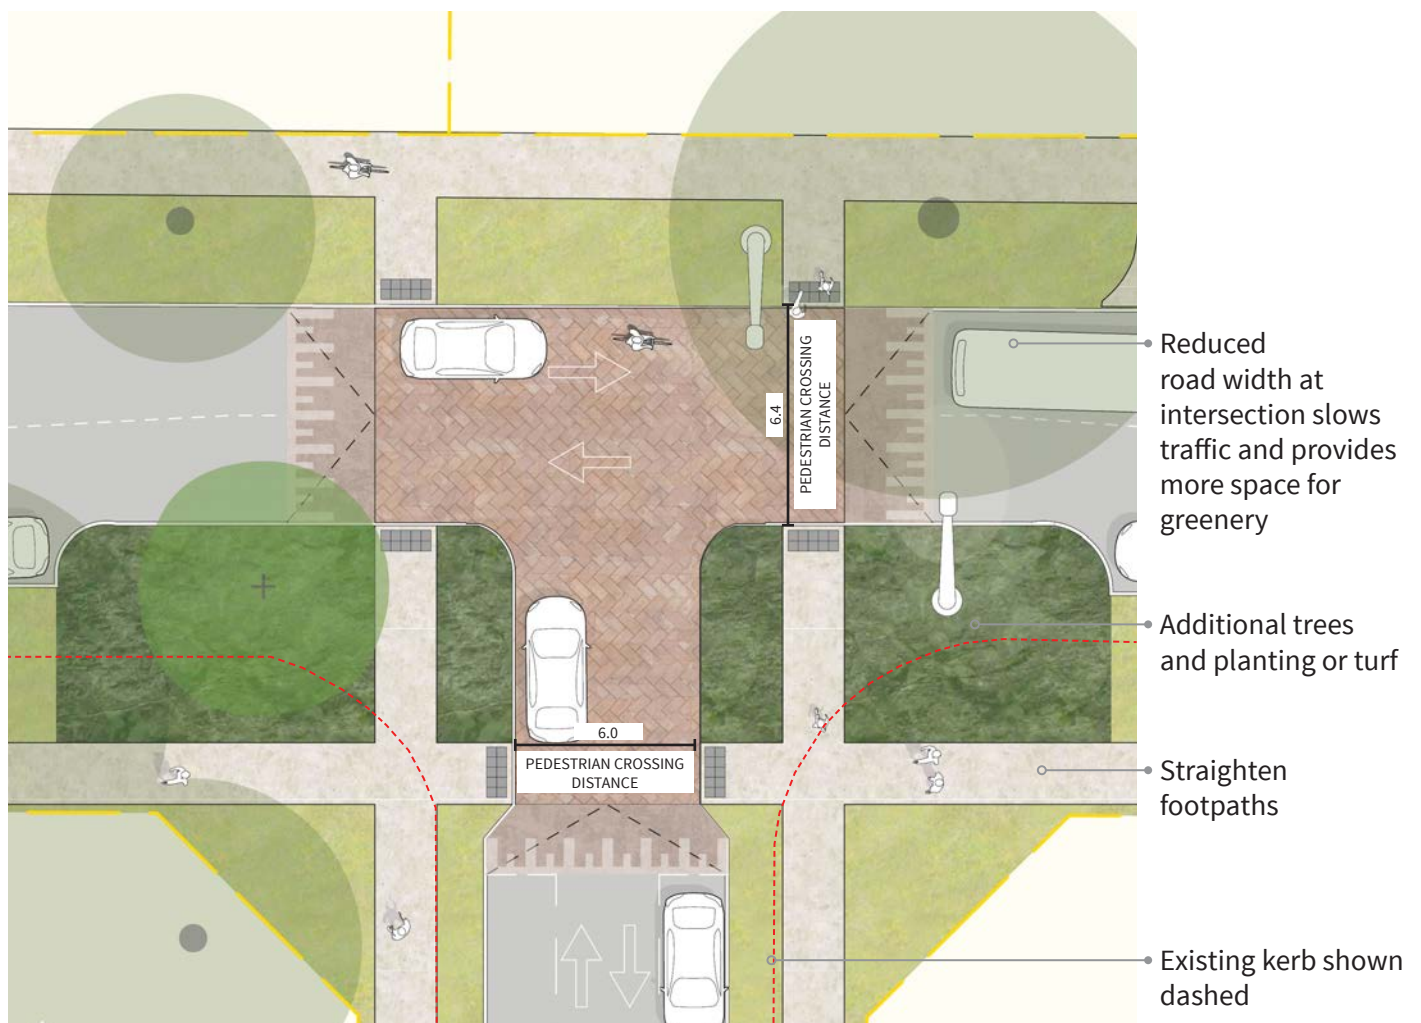 6.4
PEDESTRIAN CROSSING
DISTANCE
6.0
PEDESTRIAN CROSSING
DISTANCE
Reduced
road width at
intersection slows
traffic and provides
more space for
greenery
Additional trees
and planting or turf
Straighten
footpaths
Existing kerb shown
dashed